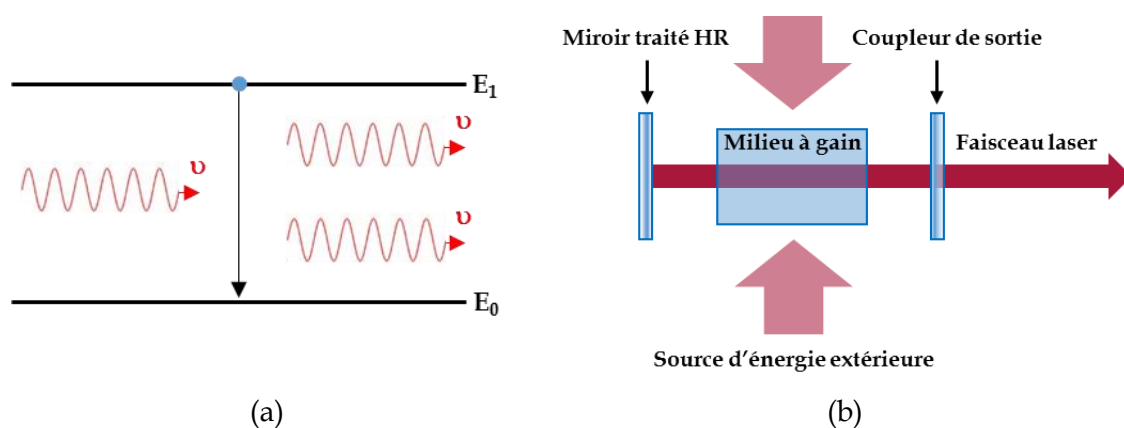 E₁
υ
υ
υ
E₀
(a)
Miroir traité HR
Coupleur de sortie
Milieu à gain
Faisceau laser
Source d'énergie extérieure
(b)